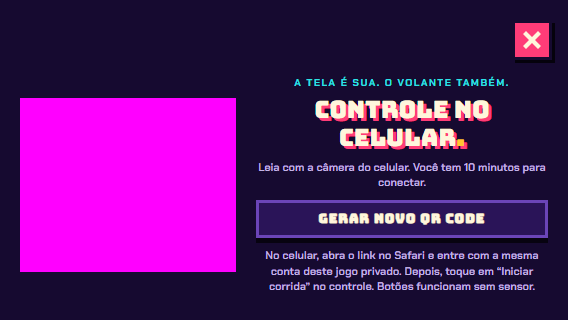 A TELA É SUA. O VOLANTE TAMBÉM.
CONTROLE NO
CELULAR.
Leia com a câmera do celular. Você tem 10 minutos para
conectar.
GERAR NOVO QR CODE
No celular, abra o link no Safari e entre com a mesma
conta deste jogo privado. Depois, toque em “Iniciar
corrida” no controle. Botões funcionam sem sensor.